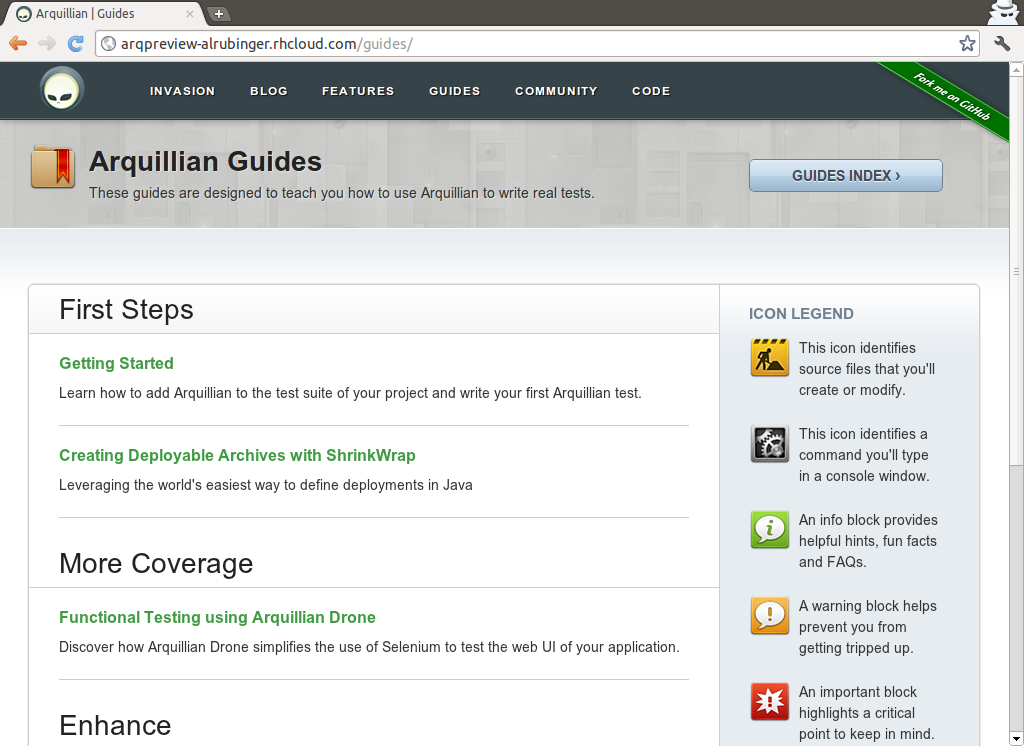 Arquillian | Guides
arqpreview-alrubinger.rhcloud.com/guides/
INVASION BLOG FEATURES GUIDES COMMUNITY CODE
Fork me on GitHub
Arquillian Guides
These guides are designed to teach you how to use Arquillian to write real tests.
GUIDES INDEX ›
First Steps
Getting Started
Learn how to add Arquillian to the test suite of your project and write your first Arquillian test.
Creating Deployable Archives with ShrinkWrap
Leveraging the world's easiest way to define deployments in Java
More Coverage
Functional Testing using Arquillian Drone
Discover how Arquillian Drone simplifies the use of Selenium to test the web UI of your application.
Enhance
ICON LEGEND
This icon identifies
source files that you'll
create or modify.
This icon identifies a
command you'll type
in a console window.
An info block provides
helpful hints, fun facts
and FAQs.
A warning block helps
prevent you from
getting tripped up.
An important block
highlights a critical
point to keep in mind.